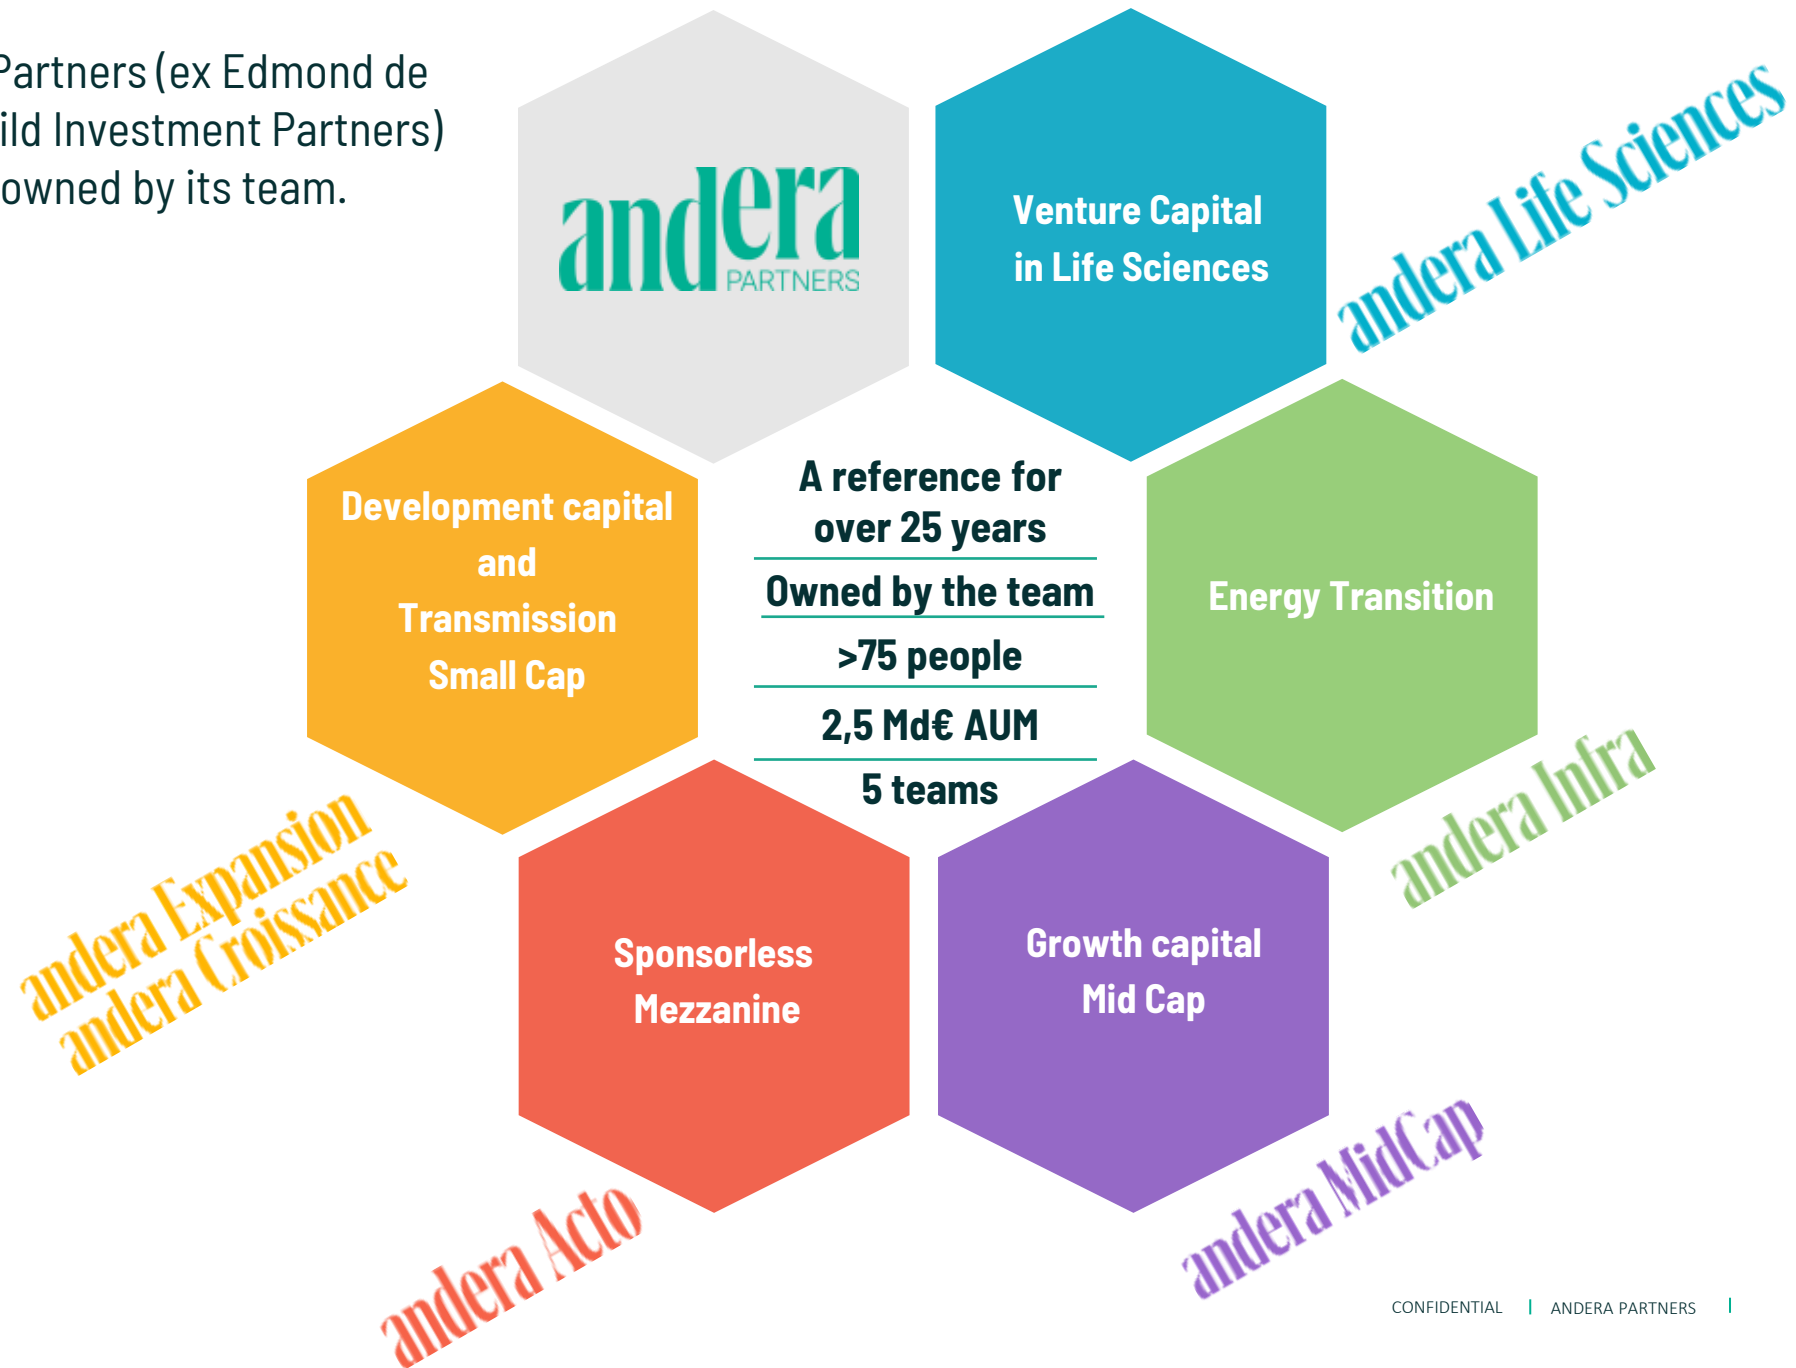 Partners (ex Edmond de
ild Investment Partners)
owned by its team.
andera
PARTNERS
Venture Capital
in Life Sciences
andera Life Sciences
Development capital
and
Transmission
Small Cap
A reference for
over 25 years
Owned by the team
>75 people
2,5 Md€ AUM
5 teams
Energy Transition
andera Infra
andera Expansion
andera Croissance
Sponsorless
Mezzanine
Growth capital
Mid Cap
andera Acto
andera MidCap
CONFIDENTIAL | ANDERA PARTNERS |